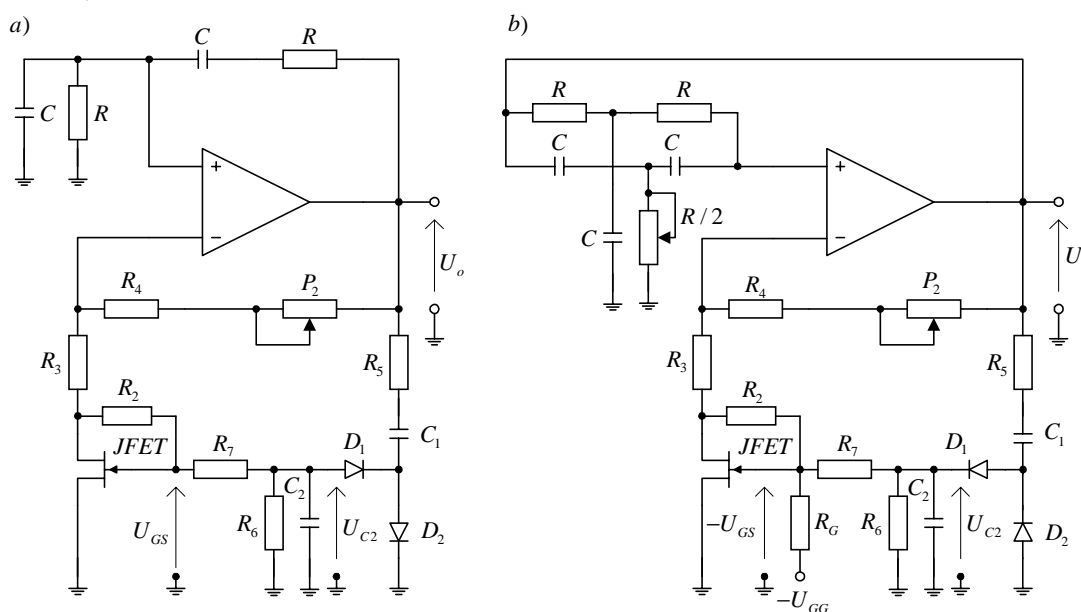 a)
C
R
C
R
+
−
U_o
R_4
P_2
R_3
R_5
R_2
JFET
R_7
D_1
C_1
C_2
U_GS
R_6
U_C2
D_2
b)
R
R
C
C
+
R / 2
C
−
U
R_4
P_2
R_3
R_5
R_2
JFET
R_7
D_1
C_1
C_2
−U_GS
R_G
R_6
U_C2
D_2
−U_GG